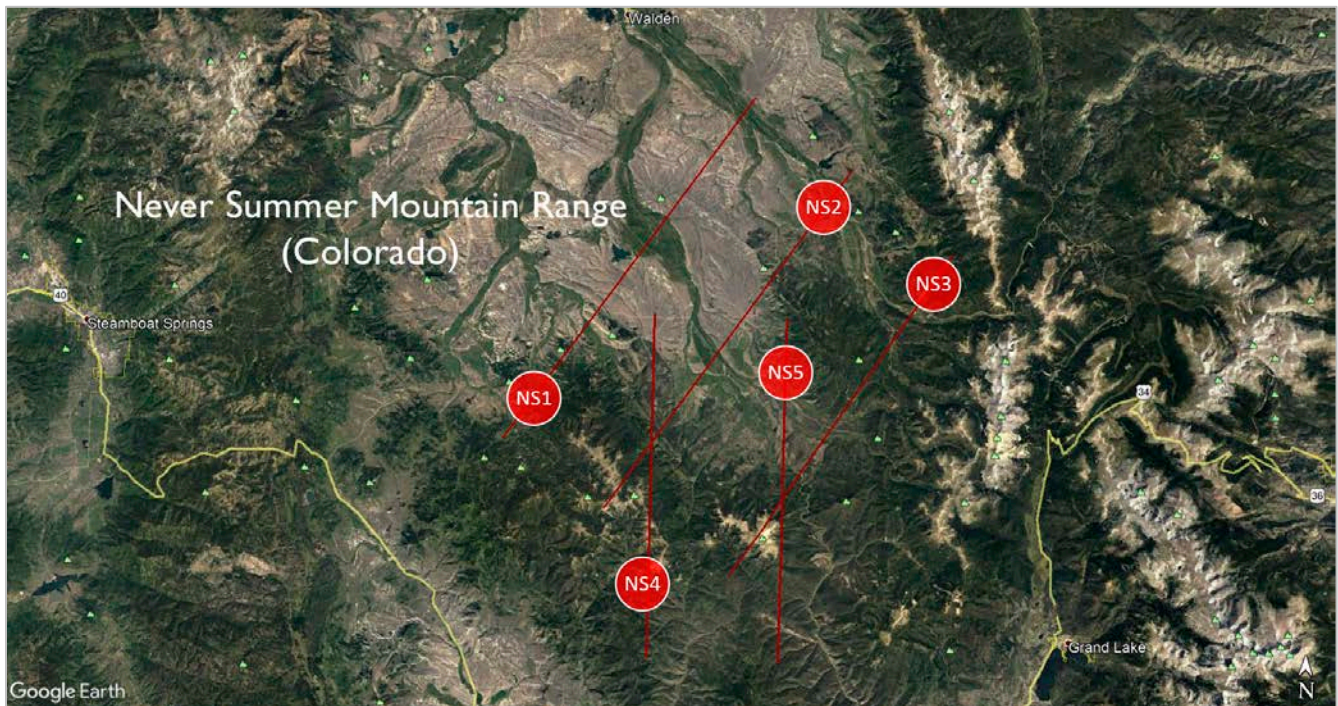 Walden
Never Summer Mountain Range
(Colorado)
NS2
NS3
40
Steamboat Springs
NS5
NS1
34
36
NS4
Grand Lake
Google Earth
N